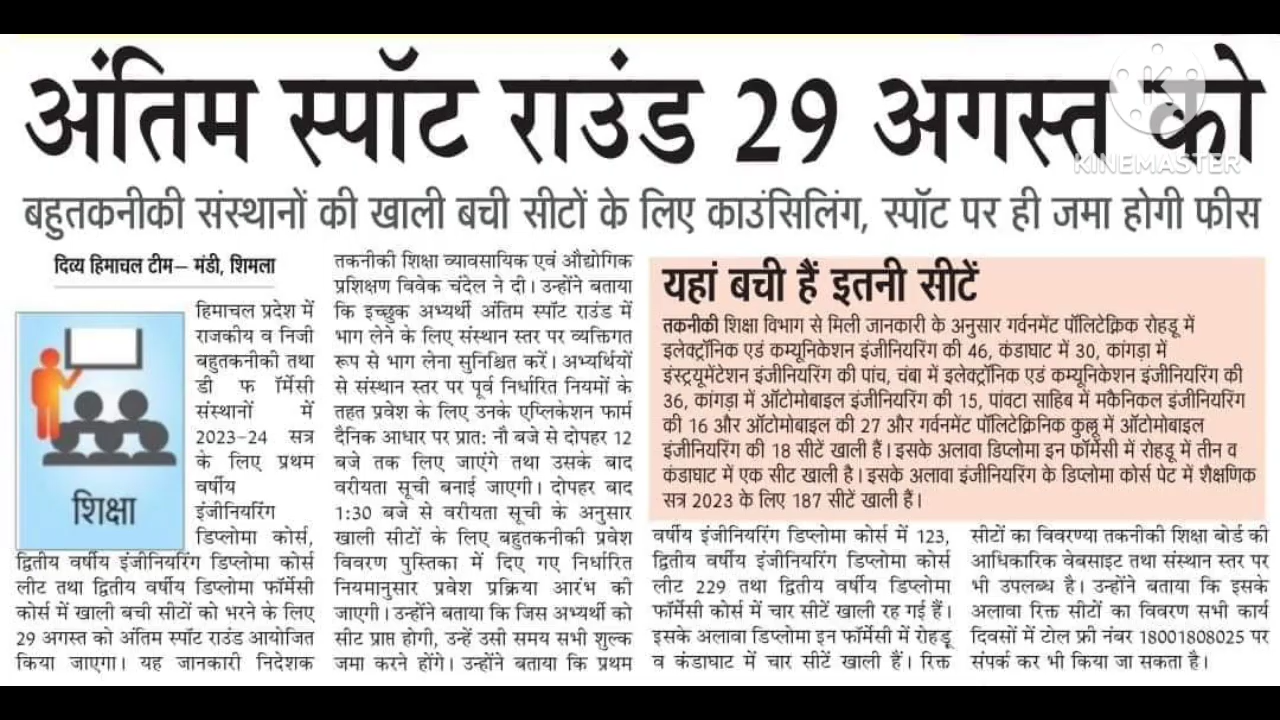 अंतिम स्पॉट राउंड 29 अगस्त को
KINEMASTER
बहुतकनीकी संस्थानों की खाली बची सीटों के लिए काउंसिलिंग, स्पॉट पर ही जमा होगी फीस
दिव्य हिमाचल टीम– मंडी, शिमला
शिक्षा
हिमाचल प्रदेश में
राजकीय व निजी
बहुतकनीकी तथा
डी फ ॉर्मेसी
संस्थानों में
2023-24 सत्र
के लिए प्रथम
वर्षीय
इंजीनियरिंग
डिप्लोमा कोर्स,
द्वितीय वर्षीय इंजीनियरिंग डिप्लोमा कोर्स
लीट तथा द्वितीय वर्षीय डिप्लोमा फॉर्मेसी
कोर्स में खाली बची सीटों को भरने के लिए
29 अगस्त को अंतिम स्पॉट राउंड आयोजित
किया जाएगा। यह जानकारी निदेशक
तकनीकी शिक्षा व्यावसायिक एवं औद्योगिक
प्रशिक्षण विवेक चंदेल ने दी। उन्होंने बताया
कि इच्छुक अभ्यर्थी अंतिम स्पॉट राउंड में
भाग लेने के लिए संस्थान स्तर पर व्यक्तिगत
रूप से भाग लेना सुनिश्चित करें। अभ्यर्थियों
से संस्थान स्तर पर पूर्व निर्धारित नियमों के
तहत प्रवेश के लिए उनके एप्लिकेशन फार्म
दैनिक आधार पर प्रात: नौ बजे से दोपहर 12
बजे तक लिए जाएंगे तथा उसके बाद
वरीयता सूची बनाई जाएगी। दोपहर बाद
1:30 बजे से वरीयता सूची के अनुसार
खाली सीटों के लिए बहुतकनीकी प्रवेश
विवरण पुस्तिका में दिए गए निर्धारित
नियमानुसार प्रवेश प्रक्रिया आरंभ की
जाएगी। उन्होंने बताया कि जिस अभ्यर्थी को
सीट प्राप्त होगी, उन्हें उसी समय सभी शुल्क
जमा करने होंगे। उन्होंने बताया कि प्रथम
यहां बची हैं इतनी सीटें
तकनीकी शिक्षा विभाग से मिली जानकारी के अनुसार गर्वनमेंट पॉलिटेक्निक रोहडू में
इलेक्ट्रॉनिक एडं कम्यूनिकेशन इंजीनियरिंग की 46, कंडाघाट में 30, कांगड़ा में
इंस्ट्रयूमेंटेशन इंजीनियरिंग की पांच, चंबा में इलेक्ट्रॉनिक एडं कम्यूनिकेशन इंजीनियरिंग की
36, कांगड़ा में ऑटोमोबाइल इंजीनियरिंग की 15, पांवटा साहिब में मकैनिकल इंजीनियरिंग
की 16 और ऑटोमोबाइल की 27 और गर्वनमेंट पॉलिटेक्निनिक कुल्लू में ऑटोमोबाइल
इंजीनियरिंग की 18 सीटें खाली हैं। इसके अलावा डिप्लोमा इन फॉर्मेसी में रोहडू में तीन व
कंडाघाट में एक सीट खाली है। इसके अलावा इंजीनियरिंग के डिप्लोमा कोर्स पेट में शैक्षणिक
सत्र 2023 के लिए 187 सीटें खाली हैं।
वर्षीय इंजीनियरिंग डिप्लोमा कोर्स में 123,
द्वितीय वर्षीय इंजीनियरिंग डिप्लोमा कोर्स
लीट 229 तथा द्वितीय वर्षीय डिप्लोमा
फॉर्मेसी कोर्स में चार सीटें खाली रह गई हैं।
इसके अलावा डिप्लोमा इन फॉर्मेसी में रोहडू
व कंडाघाट में चार सीटें खाली हैं। रिक्त
सीटों का विवरण्या तकनीकी शिक्षा बोर्ड की
आधिकारिक वेबसाइट तथा संस्थान स्तर पर
भी उपलब्ध है। उन्होंने बताया कि इसके
अलावा रिक्त सीटों का विवरण सभी कार्य
दिवसों में टोल फ्री नंबर 18001808025 पर
संपर्क कर भी किया जा सकता है।